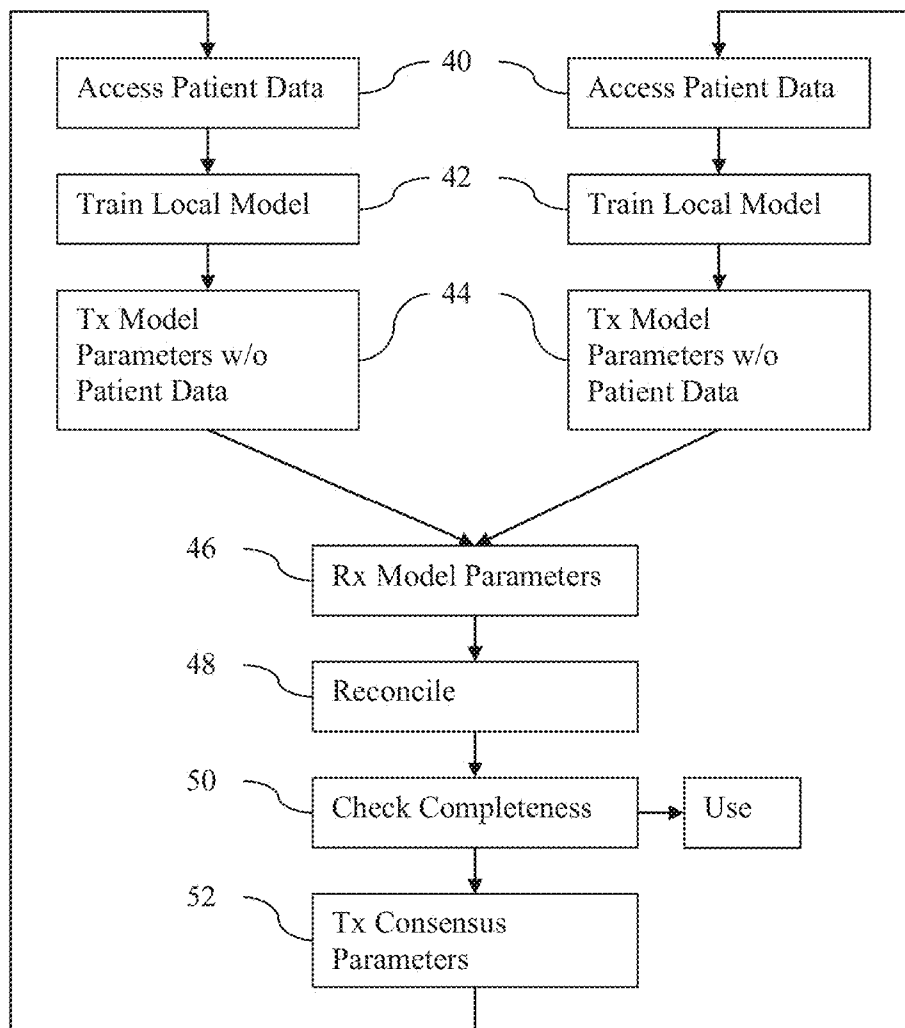 Access Patient Data
40
Access Patient Data
Train Local Model
42
Train Local Model
Tx Model
Parameters w/o
Patient Data
44
Tx Model
Parameters w/o
Patient Data
46
Rx Model Parameters
48
Reconcile
50
Check Completeness
Use
52
Tx Consensus
Parameters